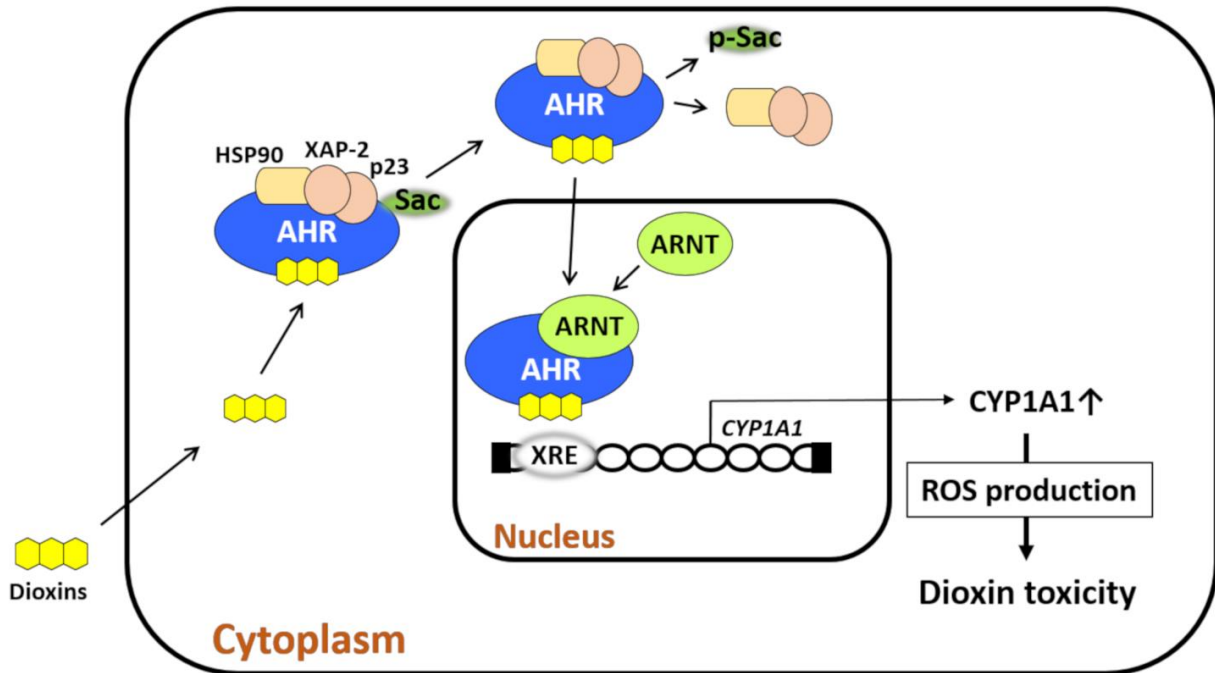 p-Sac
AHR
HSP90
XAP-2
p23
Sac
AHR
ARNT
ARNT
AHR
CYP1A1
XRE
CYP1A1↑
ROS production
Nucleus
Dioxins
Dioxin toxicity
Cytoplasm